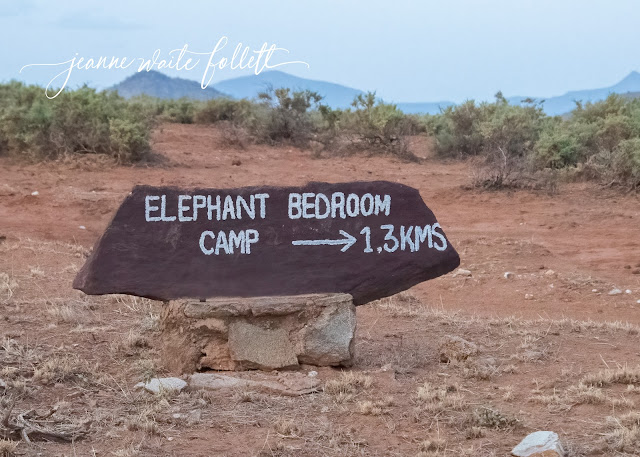 jeanne waite follett
ELEPHANT BEDROOM
CAMP → 1.3KMS